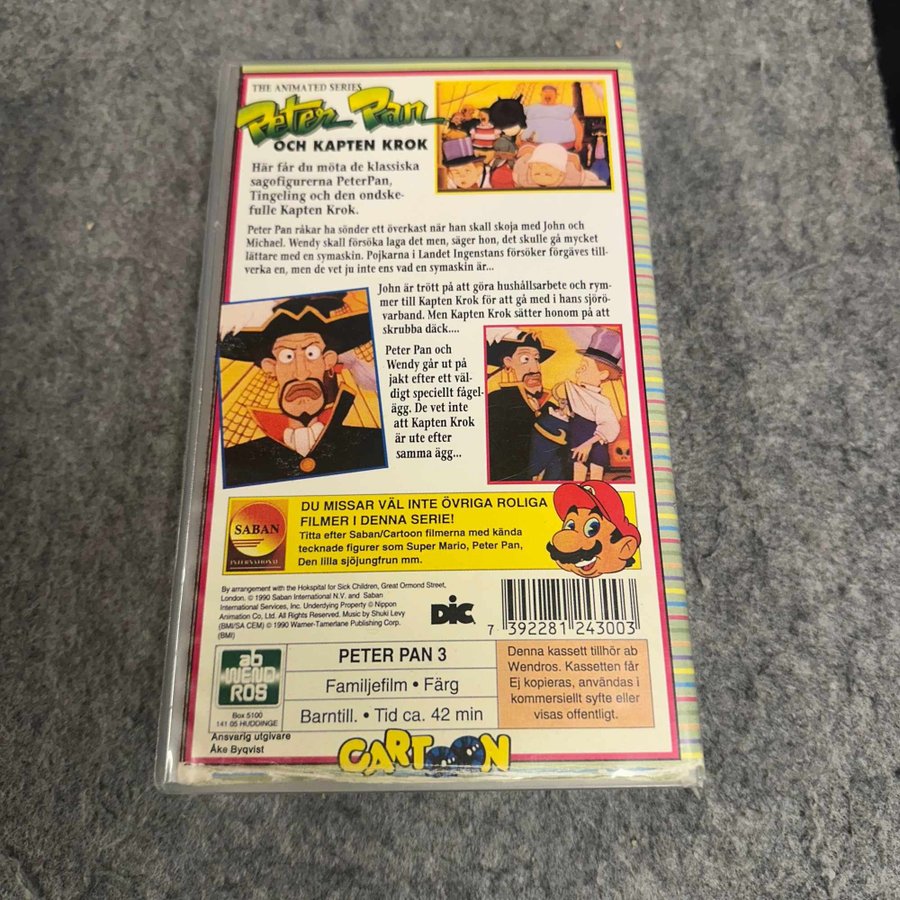 THE ANIMATED SERIES
Peter Pan
OCH KAPTEN KROK
Här får du möta de klassiska
sagofigurerna PeterPan,
Tingeling och den ondske-
fulle Kapten Krok.
Peter Pan råkar ha sönder ett överkast när han skall skoja med John och
Michael. Wendy skall försöka laga det men, säger hon, det skulle gå mycket
lättare med en symaskin. Pojkarna i Landet Ingenstans försöker förgäves till-
verka en, men de vet ju inte ens vad en symaskin är...
John är trött på att göra hushållsarbete och rym-
mer till Kapten Krok för att gå med i hans sjörö-
varband. Men Kapten Krok sätter honom på att
skrubba däck....
Peter Pan och
Wendy går ut på
jakt efter ett väl-
digt speciellt fågel-
ägg. De vet inte
att Kapten Krok
är ute efter
samma ägg...
SABAN
INTERNATIONAL
DU MISSAR VÄL INTE ÖVRIGA ROLIGA
FILMER I DENNA SERIE!
Titta efter Saban/Cartoon filmerna med kända
tecknade figurer som Super Mario, Peter Pan,
Den lilla sjöjungfrun mm.
By arrangement with the Hokspital for Sick Children, Great Ormond Street,
London. © 1990 Saban International N.V. and Saban
International Services, Inc. Underlying Property © Nippon
Animation Co, Ltd. All Rights Reserved. Music by Shuki Levy
(BMI/SA CEM) © 1990 Warner-Tamerlane Publishing Corp.
(BMI)
DIC
7 392281 243003
ab
WEND
ROS
Box 5100
141 05 HUDDINGE
PETER PAN 3
Familjefilm • Färg
Barntill. • Tid ca. 42 min
Denna kassett tillhör ab
Wendros. Kassetten får
Ej kopieras, användas i
kommersiellt syfte eller
visas offentligt.
Ansvarig utgivare
Åke Byqvist
CARTOON